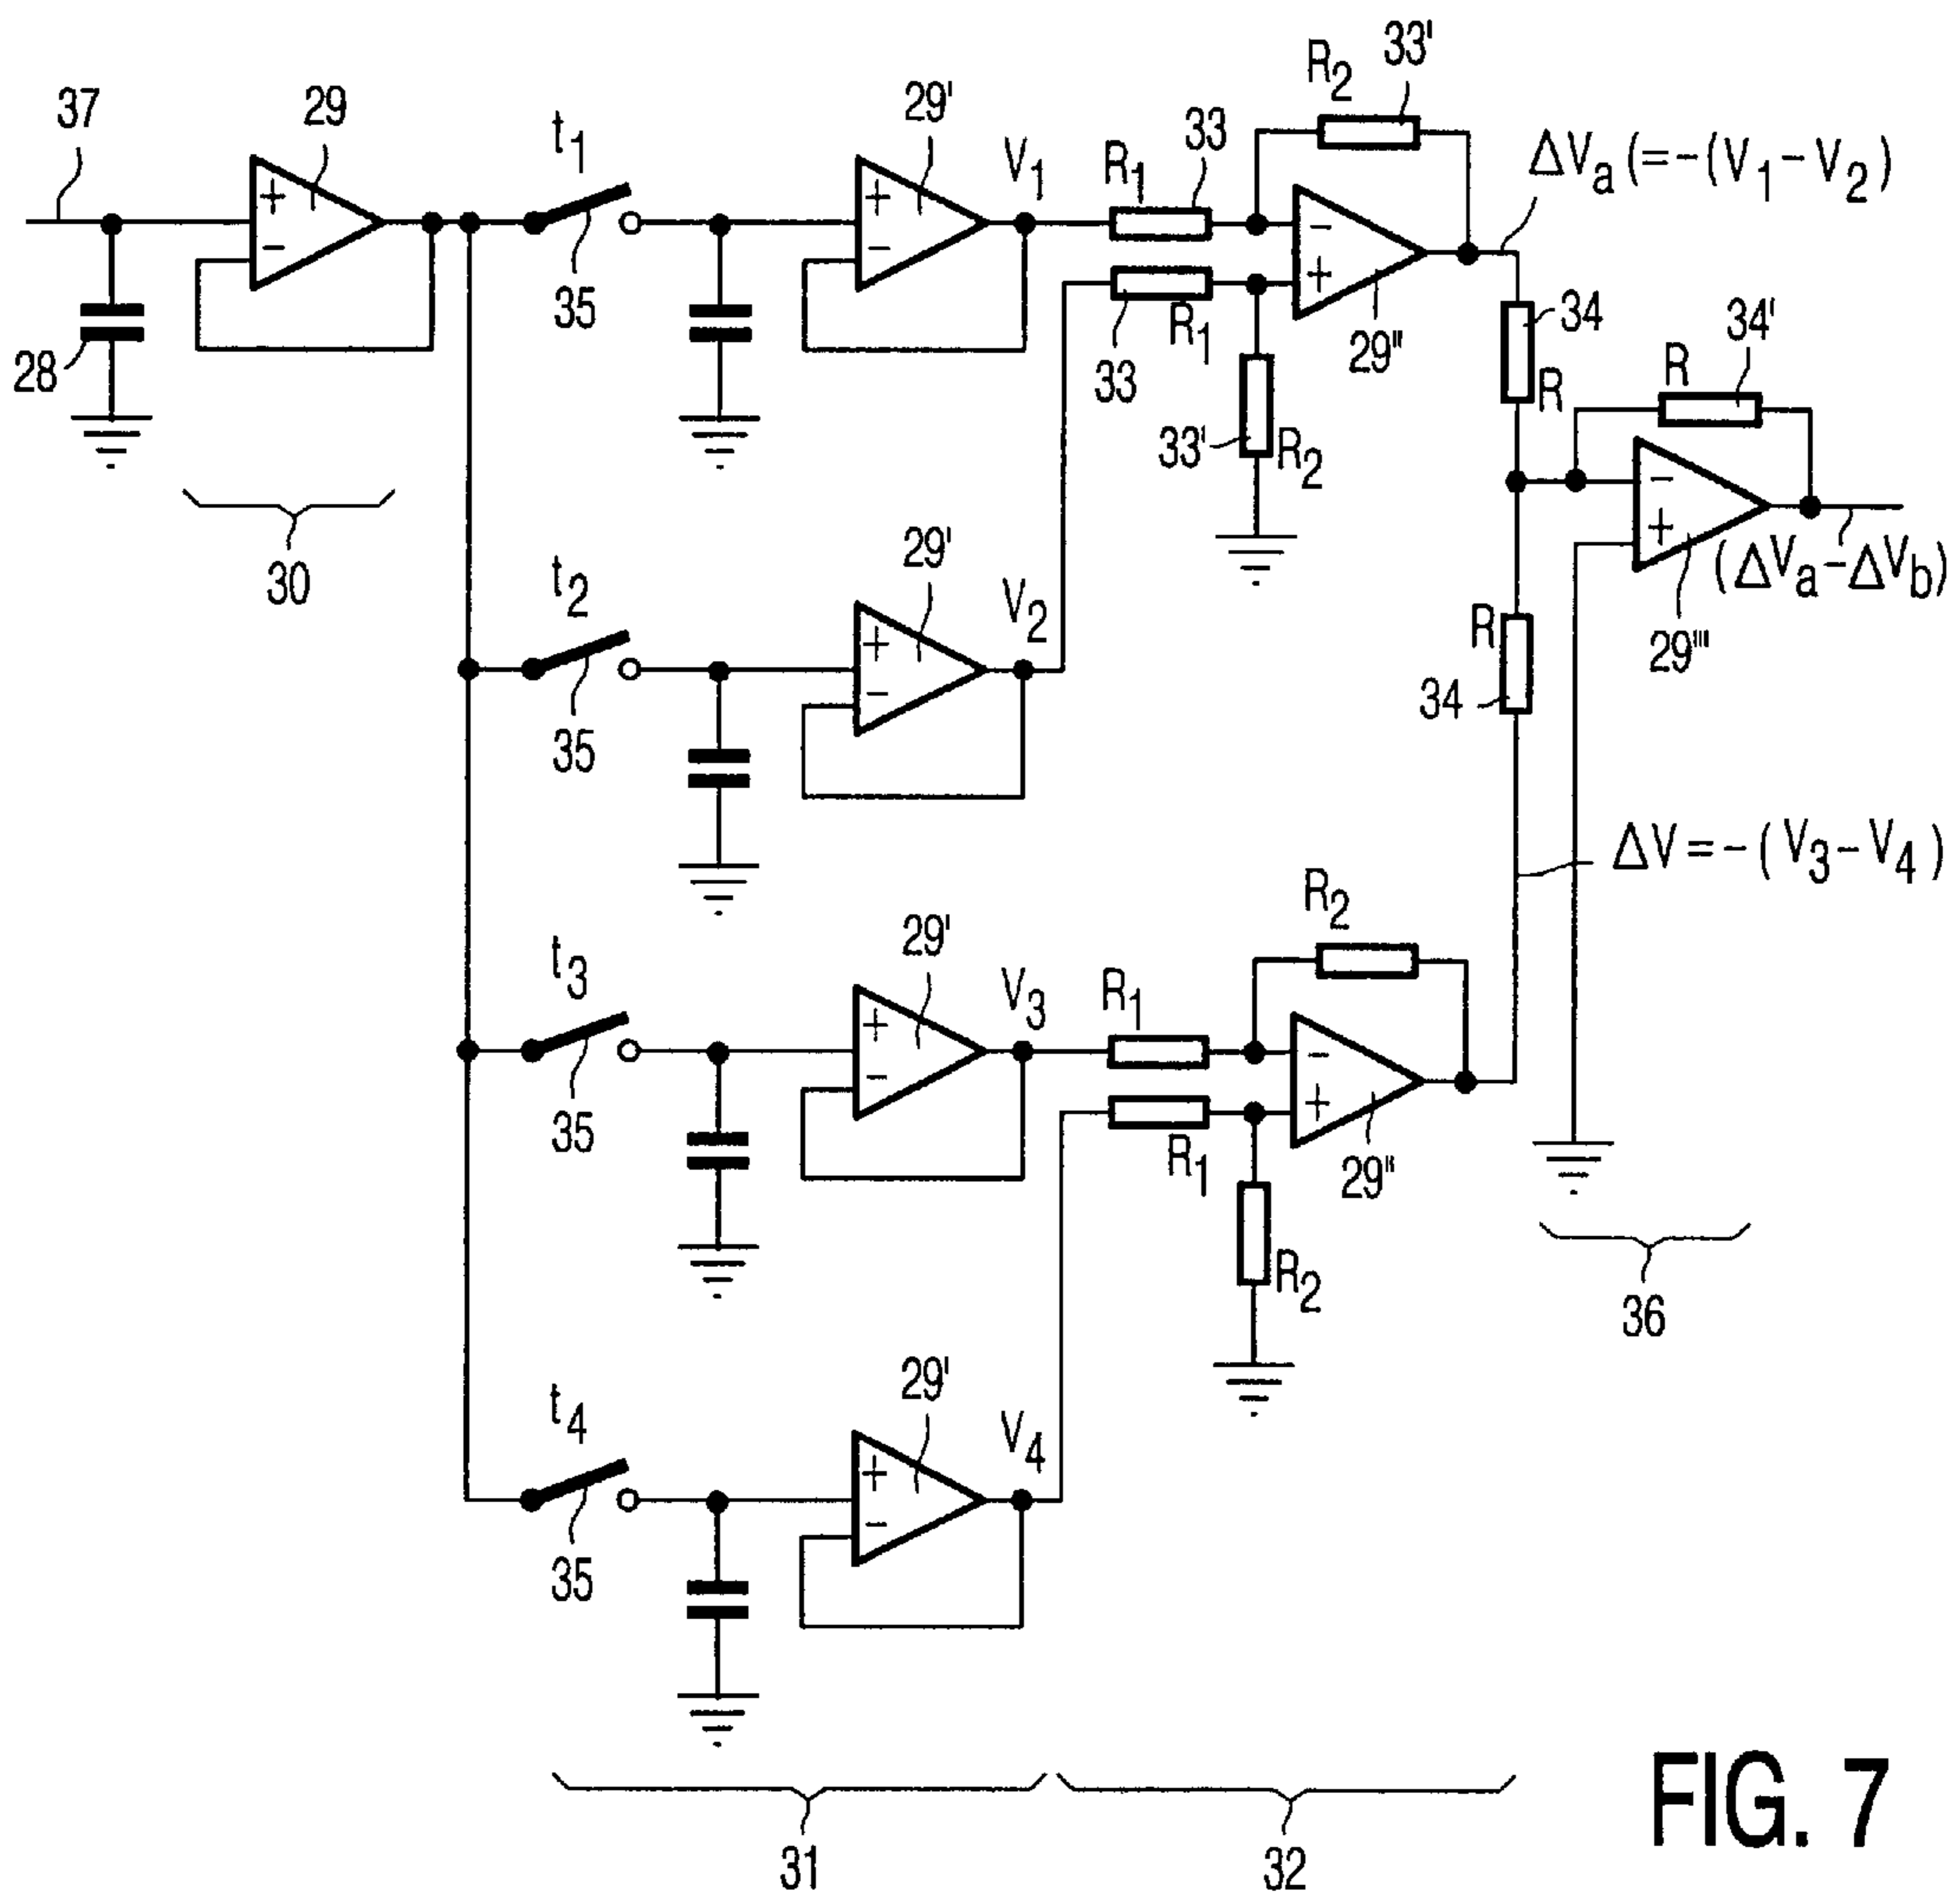 33'
R2
37
29
t1
29'
V1
R1
33
ΔVa (=-(V1-V2)
+
-
+
-
-
+
35
28
R1
33
29"
34
34'
R
R
33'
R2
30
t2
29'
V2
-
+
(ΔVa-ΔVb)
R
29'''
+
-
34
35
ΔV=-(V3-V4)
R2
t3
29'
V3
R1
+
-
-
+
35
R1
29"
R2
36
t4
29'
V4
+
-
35
31
32
FIG. 7